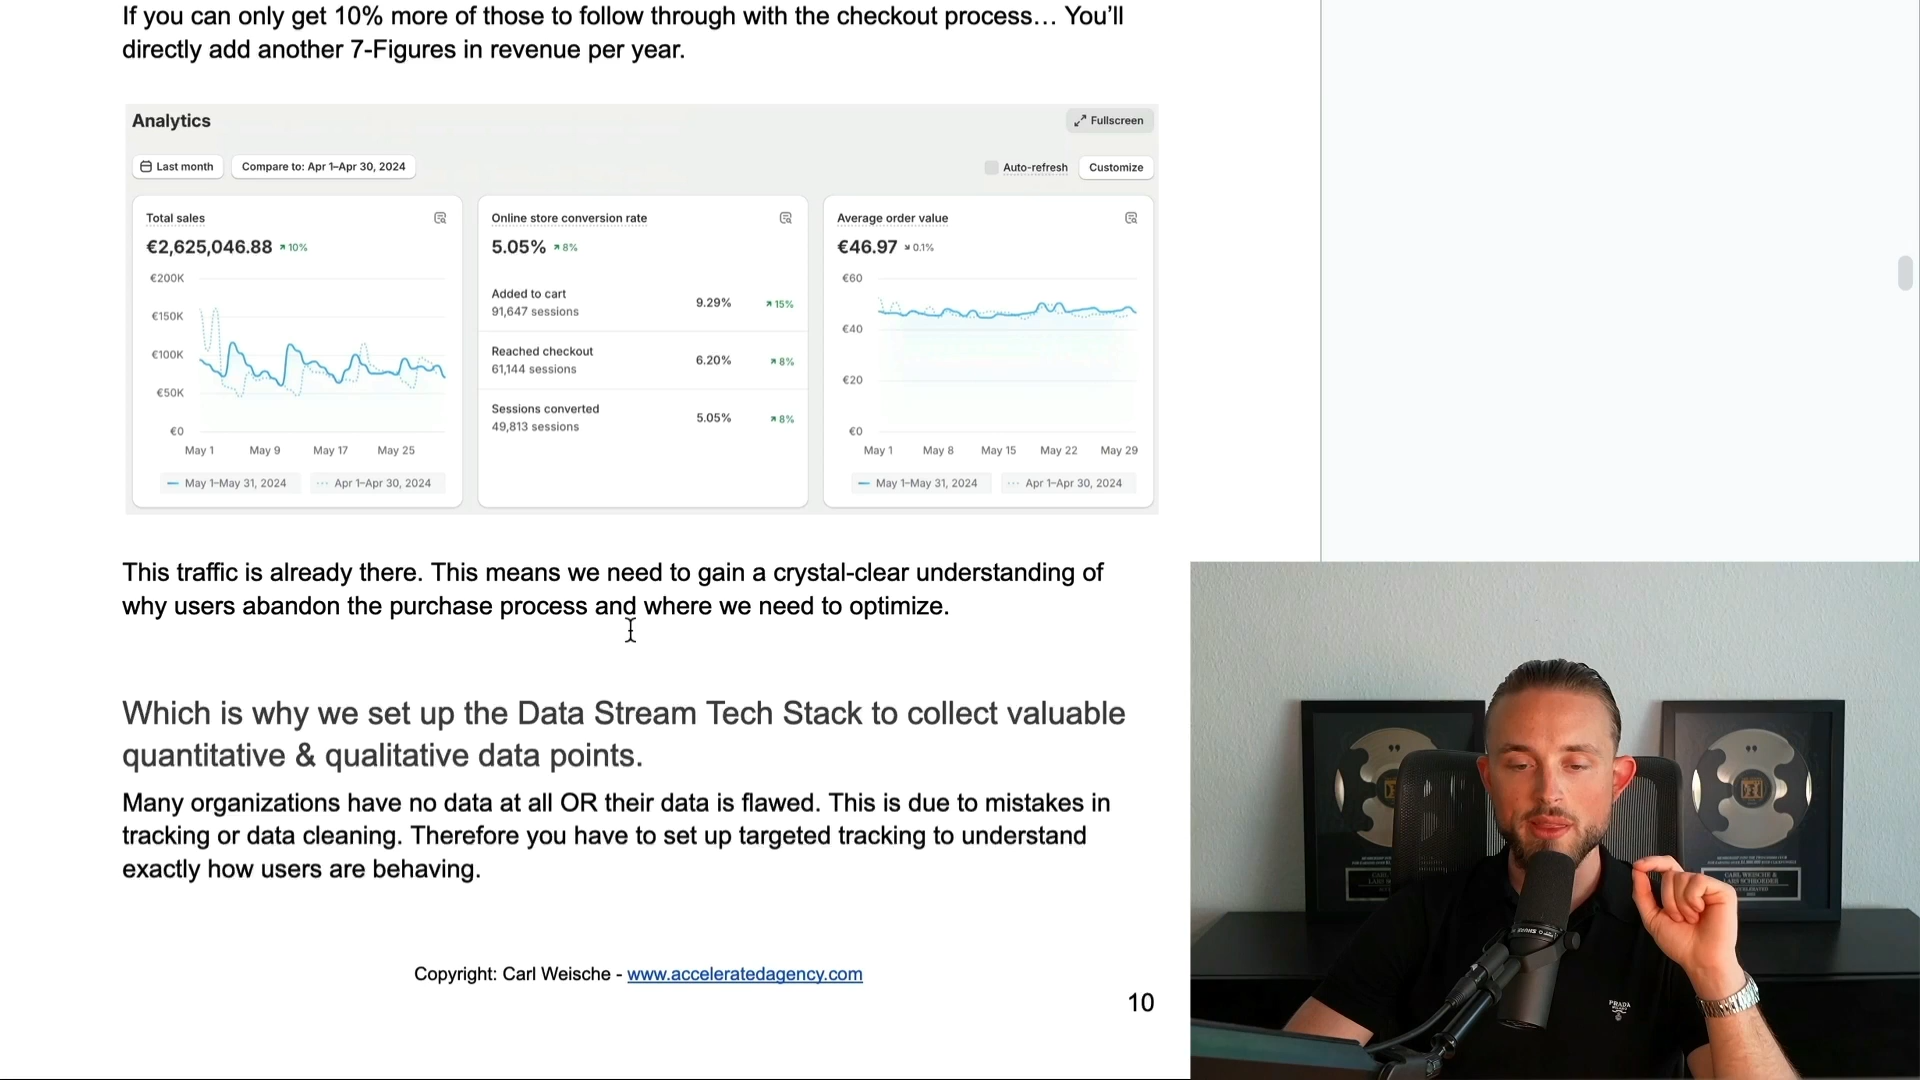 If you can only get 10% more of those to follow through with the checkout process… You’ll
directly add another 7-Figures in revenue per year.
Analytics
Fullscreen
Last month
Compare to: Apr 1–Apr 30, 2024
Auto-refresh
Customize
Total sales
€2,625,046.88 10%
€200K
€150K
€100K
€50K
€0
May 1 May 9 May 17 May 25
May 1–May 31, 2024 Apr 1–Apr 30, 2024
Online store conversion rate
5.05% 8%
Added to cart
91,647 sessions
9.29% 15%
Reached checkout
61,144 sessions
6.20% 8%
Sessions converted
49,813 sessions
5.05% 8%
Average order value
€46.97 0.1%
€60
€40
€20
€0
May 1 May 8 May 15 May 22 May 29
May 1–May 31, 2024 Apr 1–Apr 30, 2024
This traffic is already there. This means we need to gain a crystal-clear understanding of
why users abandon the purchase process and where we need to optimize.
Which is why we set up the Data Stream Tech Stack to collect valuable
quantitative & qualitative data points.
Many organizations have no data at all OR their data is flawed. This is due to mistakes in
tracking or data cleaning. Therefore you have to set up targeted tracking to understand
exactly how users are behaving.
Copyright: Carl Weische - www.acceleratedagency.com
10
CARL WEISCHE &
LARS SCHROEDER
PRADA